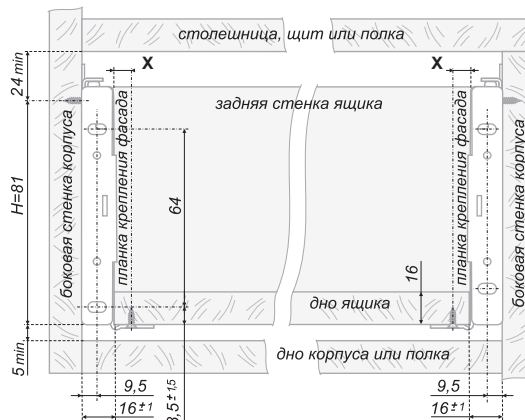 столешница, щит или полка
24 min
X
X
задняя стенка ящика
боковая стенка корпуса
планка крепления фасада
планка крепления фасада
боковая стенка корпуса
H=81
64
16
дно ящика
5 min.
дно корпуса или полка
9,5
16±1
9,5
16±1